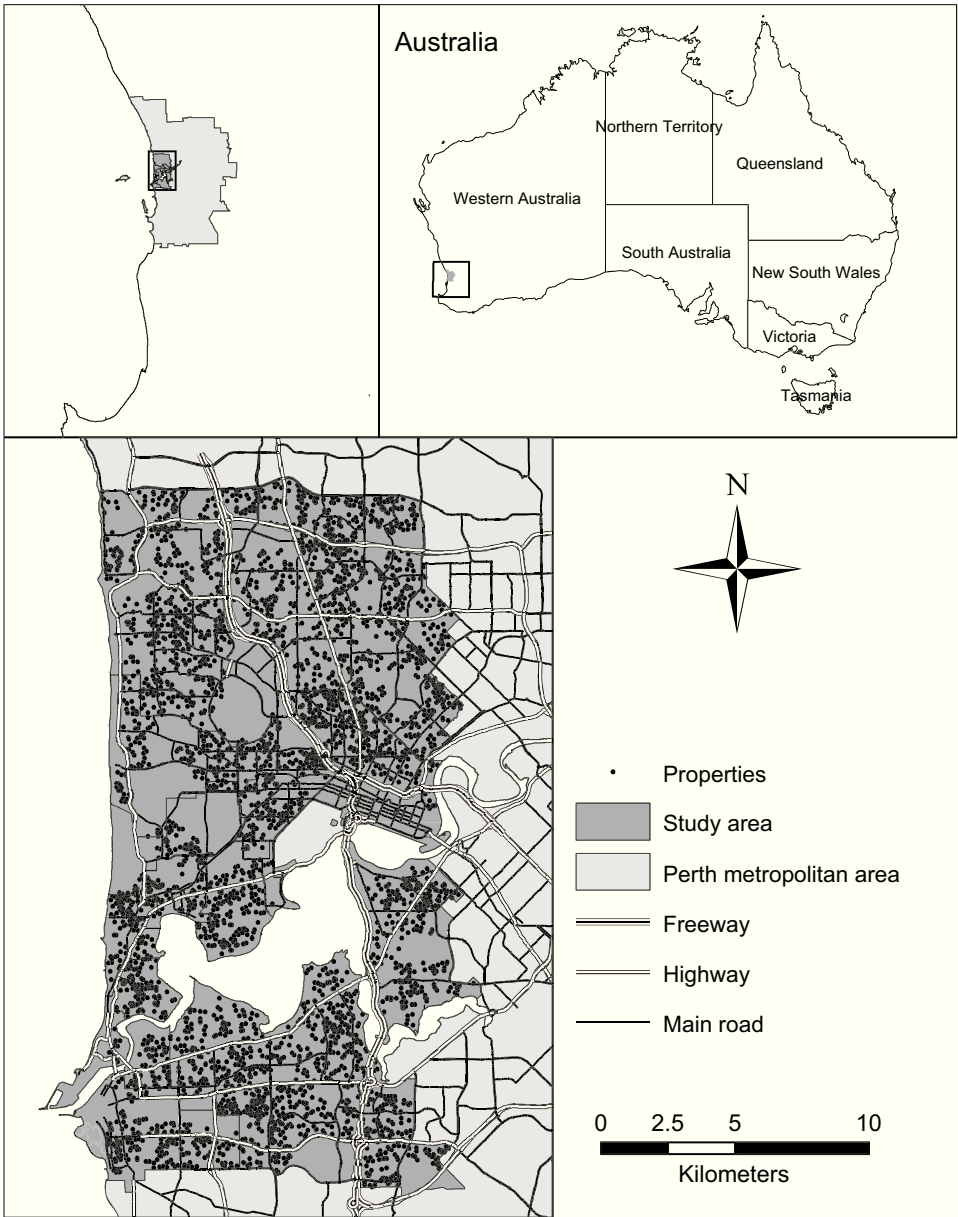 Australia
Northern Territory
Queensland
Western Australia
South Australia
New South Wales
Victoria
Tasmania
N
Properties
Study area
Perth metropolitan area
Freeway
Highway
Main road
0 2.5 5 10
Kilometers